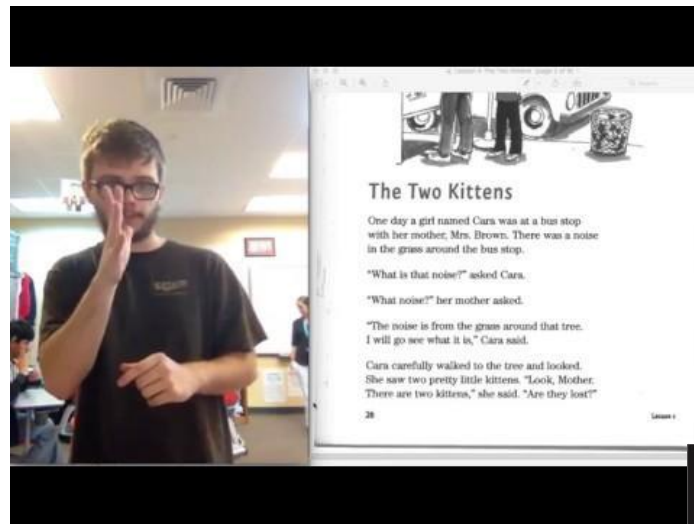 The Two Kittens
One day a girl named Cara was at a bus stop
with her mother, Mrs. Brown. There was a noise
in the grass around the bus stop.
“What is that noise?” asked Cara.
“What noise?” her mother asked.
“The noise is from the grass around that tree.
I will go see what it is,” Cara said.
Cara carefully walked to the tree and looked.
She saw two pretty little kittens. “Look, Mother.
There are two kittens,” she said. “Are they lost?”
28